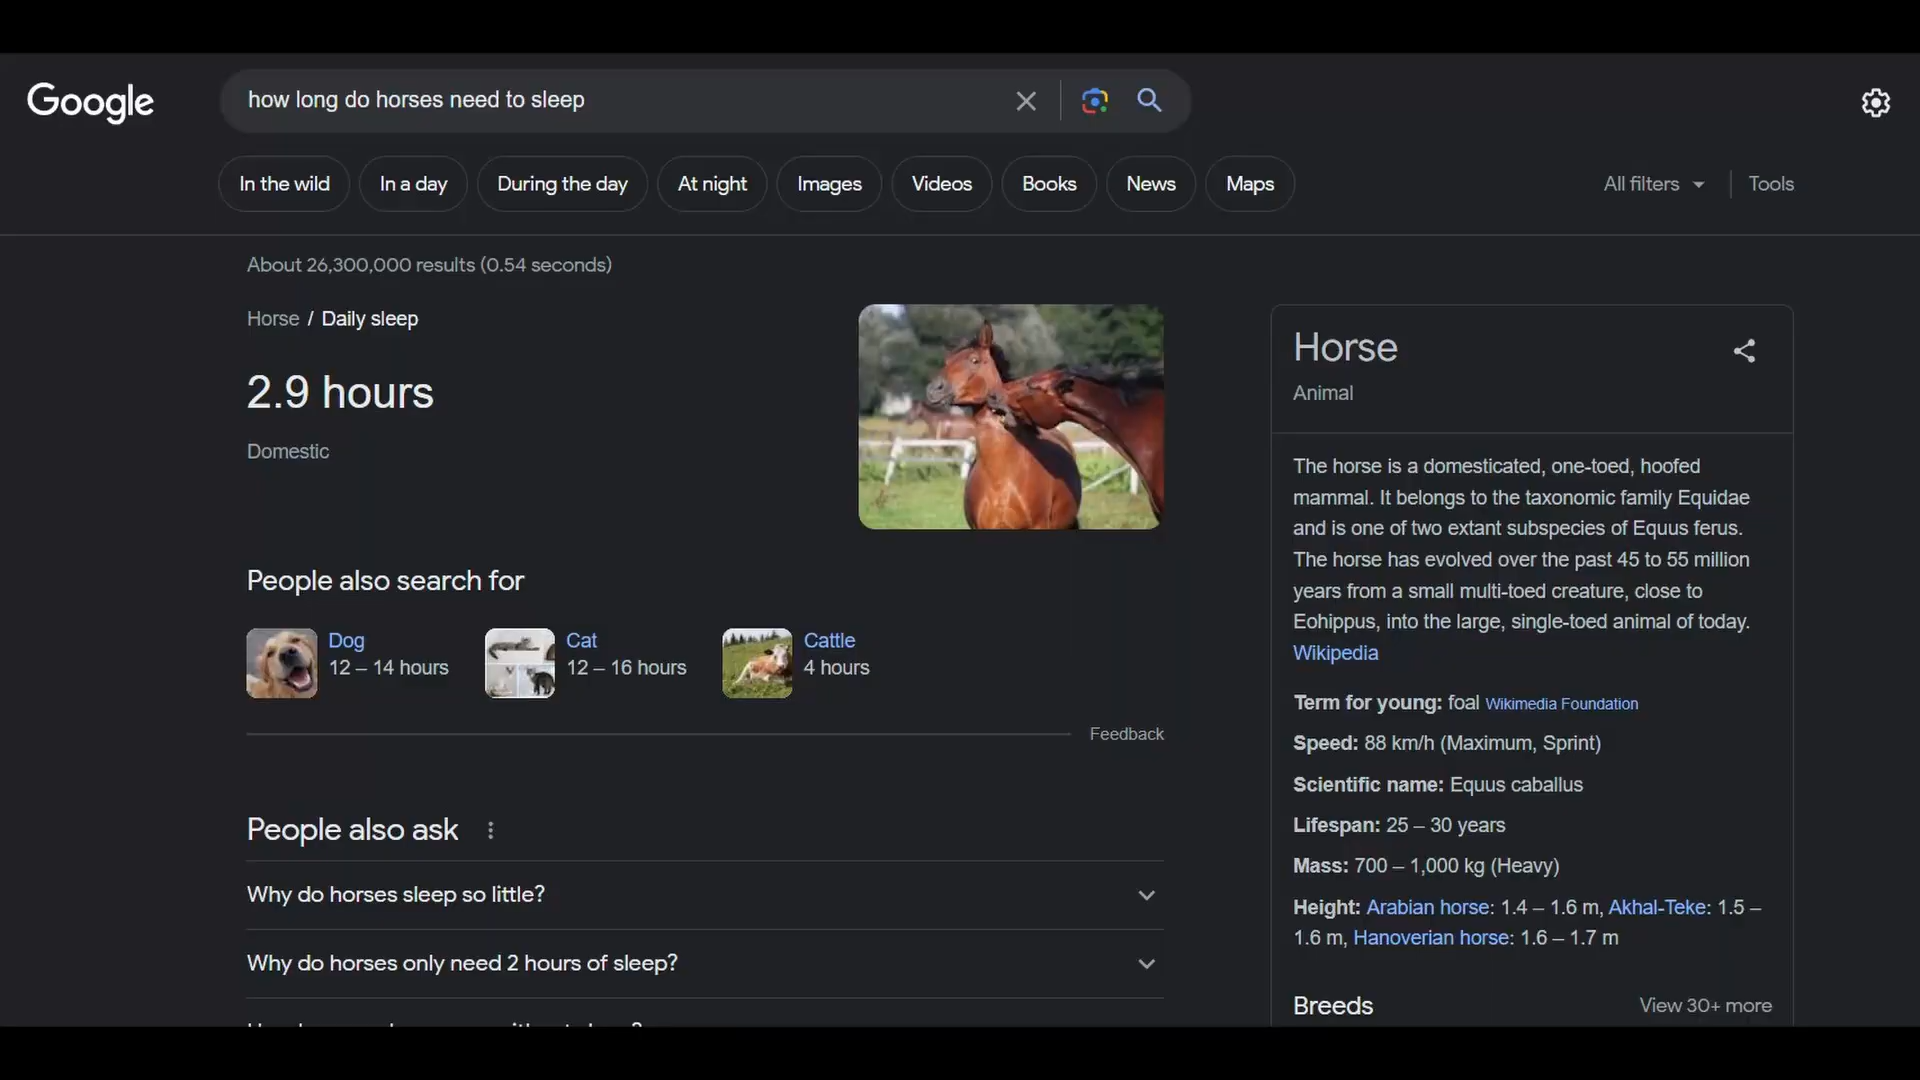 Google
how long do horses need to sleep
In the wild
In a day
During the day
At night
Images
Videos
Books
News
Maps
All filters
Tools
About 26,300,000 results (0.54 seconds)
Horse / Daily sleep
2.9 hours
Domestic
People also search for
Dog
12 – 14 hours
Cat
12 – 16 hours
Cattle
4 hours
Feedback
People also ask
Why do horses sleep so little?
Why do horses only need 2 hours of sleep?
Horse
Animal
The horse is a domesticated, one-toed, hoofed
mammal. It belongs to the taxonomic family Equidae
and is one of two extant subspecies of Equus ferus.
The horse has evolved over the past 45 to 55 million
years from a small multi-toed creature, close to
Eohippus, into the large, single-toed animal of today.
Wikipedia
Term for young: foal Wikimedia Foundation
Speed: 88 km/h (Maximum, Sprint)
Scientific name: Equus caballus
Lifespan: 25 – 30 years
Mass: 700 – 1,000 kg (Heavy)
Height: Arabian horse: 1.4 – 1.6 m, Akhal-Teke: 1.5 –
1.6 m, Hanoverian horse: 1.6 – 1.7 m
Breeds
View 30+ more